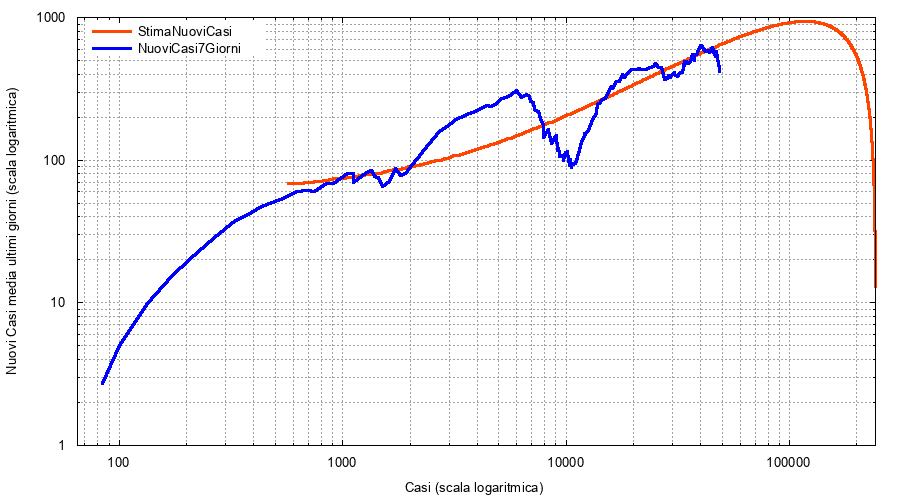 1000
100
10
1
StimaNuoviCasi
NuoviCasi7Giorni
Nuovi Casi media ultimi giorni (scala logaritmica)
100 1000 10000 100000
Casi (scala logaritmica)